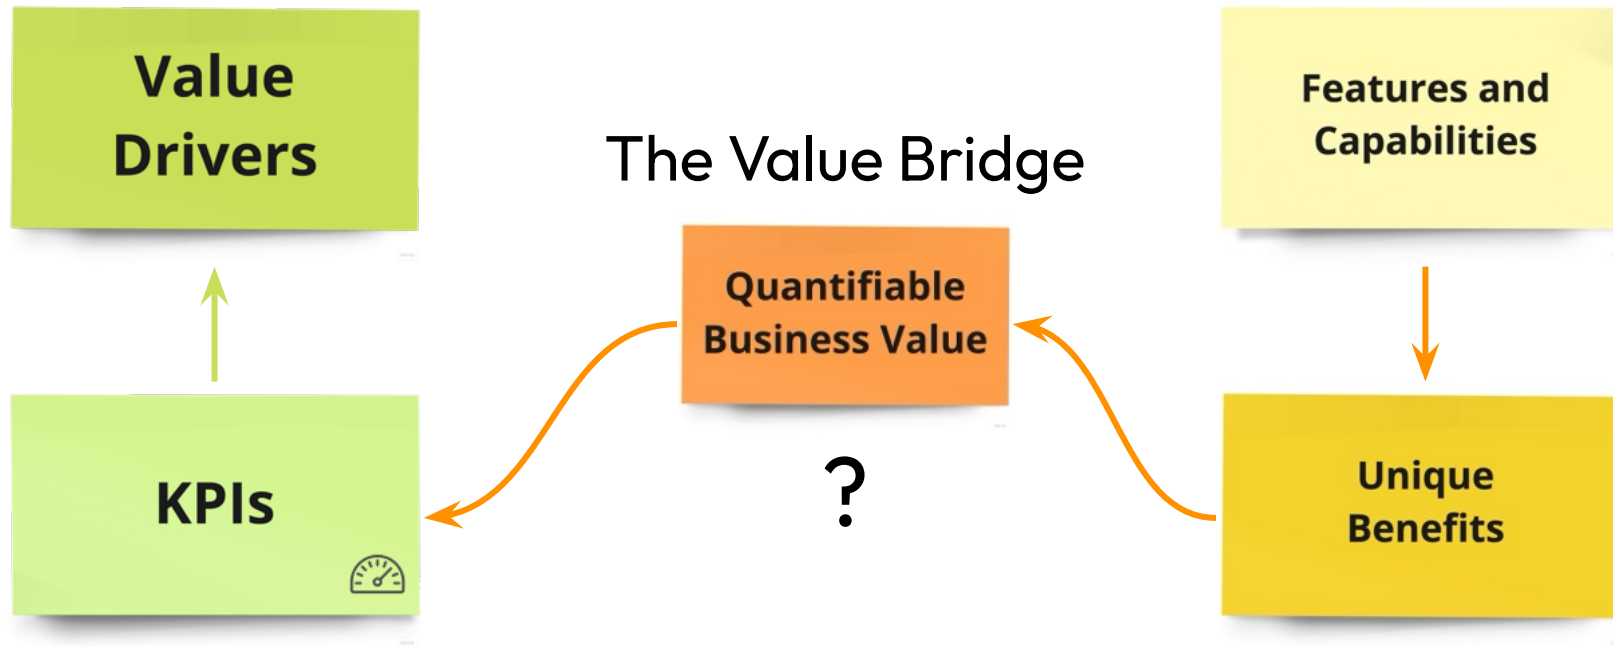 Value
Drivers
The Value Bridge
Features and
Capabilities
Quantifiable
Business Value
?
KPIs
Unique
Benefits